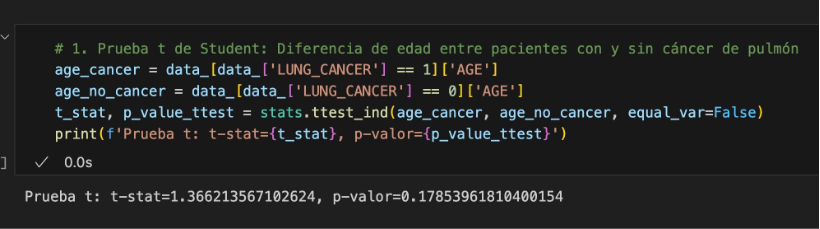 # 1. Prueba t de Student: Diferencia de edad entre pacientes con y sin cáncer de pulmón
age_cancer = data_[data_['LUNG_CANCER'] == 1]['AGE']
age_no_cancer = data_[data_['LUNG_CANCER'] == 0]['AGE']
t_stat, p_value_ttest = stats.ttest_ind(age_cancer, age_no_cancer, equal_var=False)
print(f'Prueba t: t-stat={t_stat}, p-valor={p_value_ttest}')
] ✓ 0.0s
Prueba t: t-stat=1.366213567102624, p-valor=0.17853961810400154